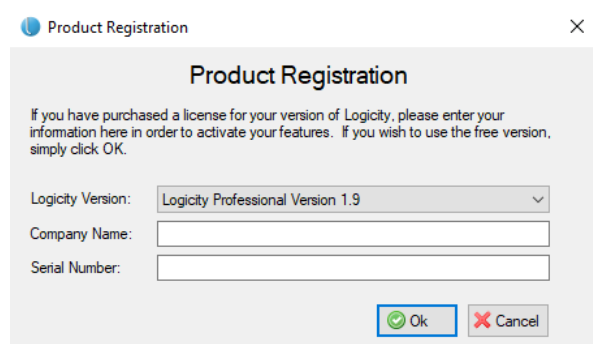 Product Registration
Product Registration
If you have purchased a license for your version of Logicity, please enter your
information here in order to activate your features.  If you wish to use the free version,
simply click OK.
Logicity Version: Logicity Professional Version 1.9
Company Name:
Serial Number:
Ok Cancel